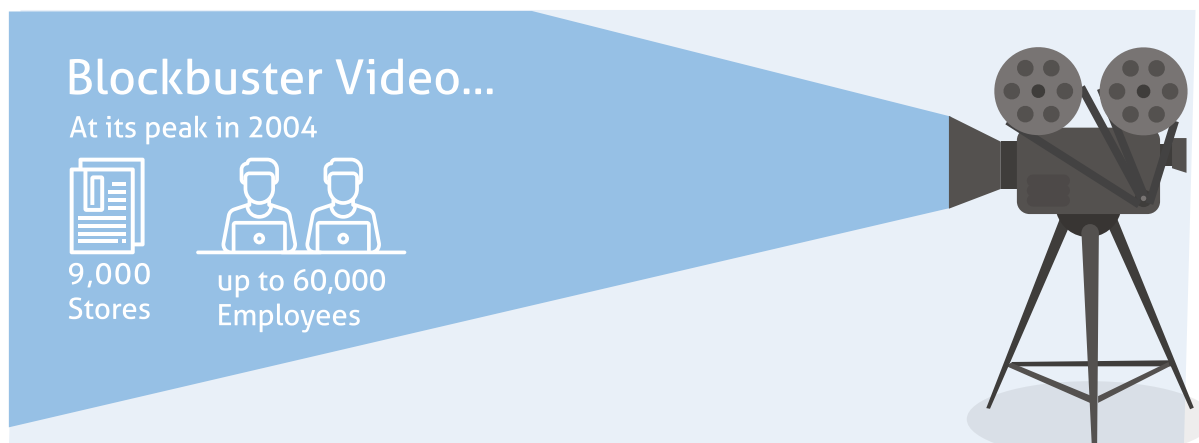 Blockbuster Video...
At its peak in 2004
9,000
Stores
up to 60,000
Employees